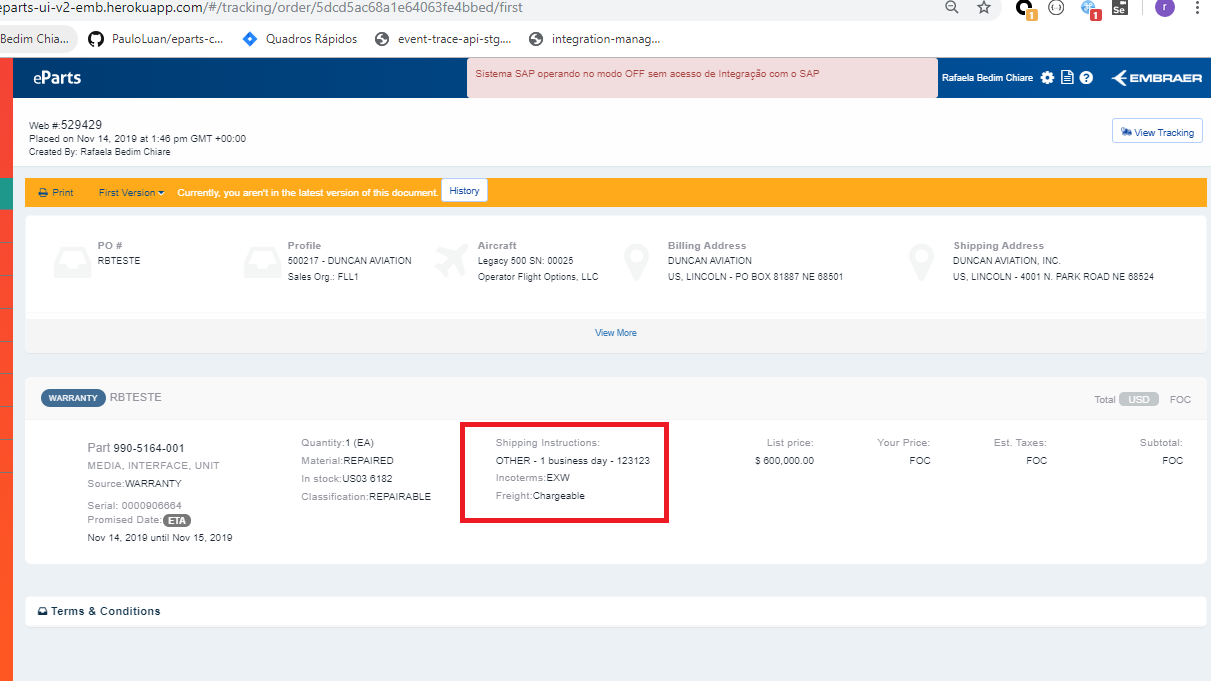 eparts-ui-v2-emb.herokuapp.com/#/tracking/order/5dcd5ac68a1e64063fe4bbed/first
1
1
Se
r
Bedim Chia...
PauloLuan/eparts-c...
Quadros Rápidos
event-trace-api-stg....
integration-manag...
eParts
Sistema SAP operando no modo OFF sem acesso de Integração com o SAP
Rafaela Bedim Chiare
EMBRAER
Web #:529429
Placed on Nov 14, 2019 at 1:46 pm GMT +00:00
Created By: Rafaela Bedim Chiare
View Tracking
Print
First Version
Currently, you aren't in the latest version of this document.
History
PO #
RBTESTE
Profile
500217 - DUNCAN AVIATION
Sales Org.: FLL1
Aircraft
Legacy 500 SN: 00025
Operator Flight Options, LLC
Billing Address
DUNCAN AVIATION
US, LINCOLN - PO BOX 81887 NE 68501
Shipping Address
DUNCAN AVIATION, INC.
US, LINCOLN - 4001 N. PARK ROAD NE 68524
View More
WARRANTY RBTESTE
Total USD FOC
Part 990-5164-001
MEDIA, INTERFACE, UNIT
Source:WARRANTY
Serial: 0000906664
Promised Date: ETA
Nov 14, 2019 until Nov 15, 2019
Quantity:1 (EA)
Material:REPAIRED
In stock:US03 6182
Classification:REPAIRABLE
Shipping Instructions:
OTHER - 1 business day - 123123
Incoterms:EXW
Freight:Chargeable
List price:
$ 600,000.00
Your Price:
FOC
Est. Taxes:
FOC
Subtotal:
FOC
Terms & Conditions